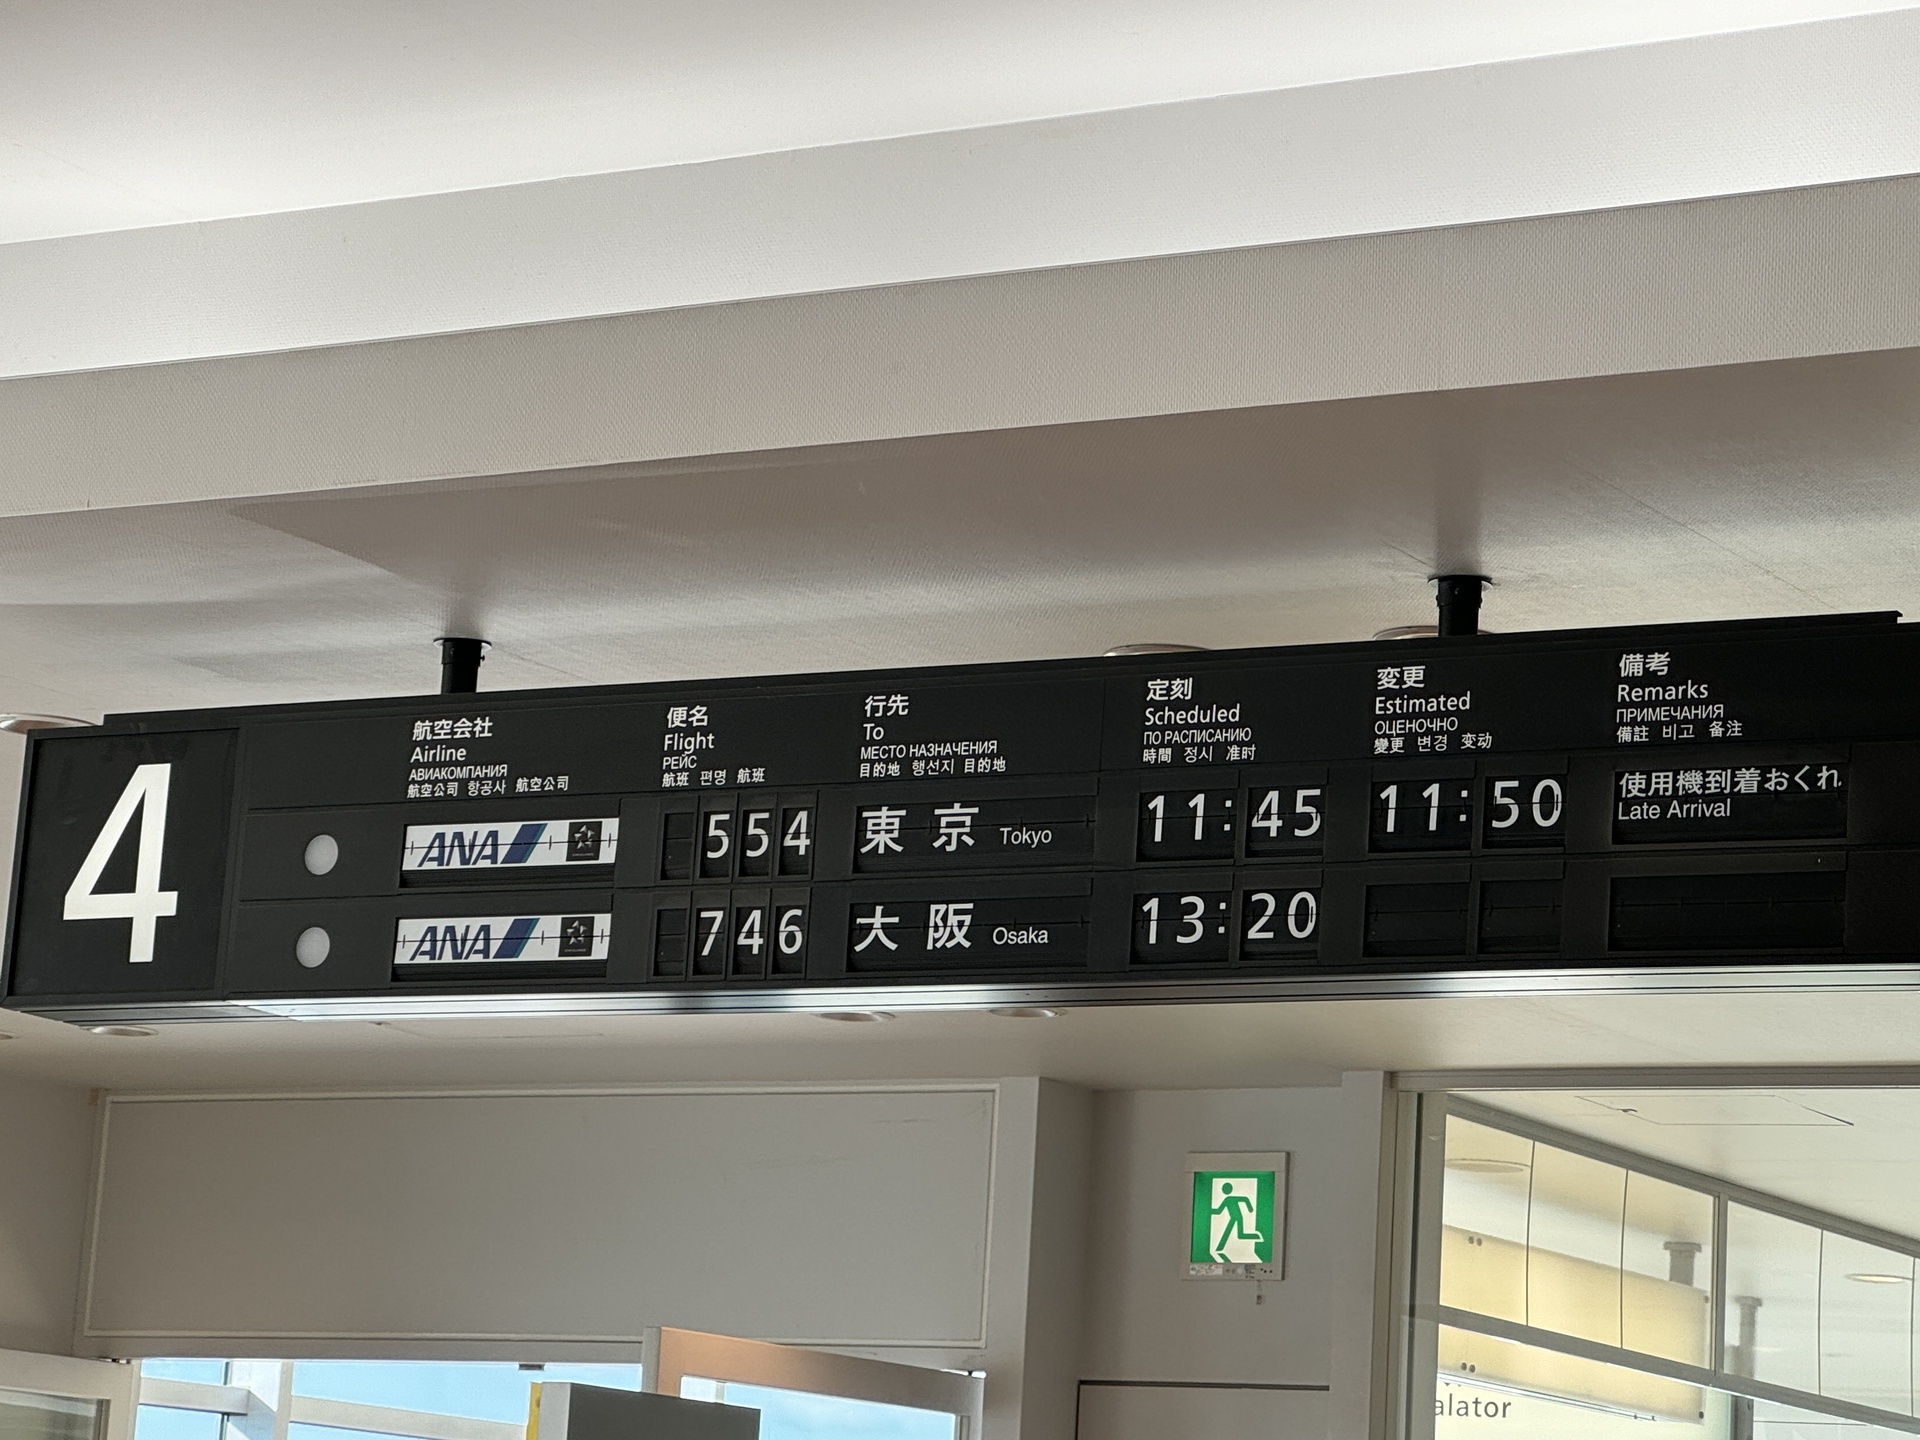 4
航空会社
Airline
АВИАКОМПАНИЯ
航空公司 항공사 航空公司
便名
Flight
РЕЙС
航班 편명 航班
行先
To
МЕСТО НАЗНАЧЕНИЯ
目的地 행선지 目的地
定刻
Scheduled
ПО РАСПИСАНИЮ
時間 정시 准时
変更
Estimated
ОЦЕНОЧНО
變更 변경 变动
備考
Remarks
ПРИМЕЧАНИЯ
備註 비고 备注
ANA 554 東京 Tokyo 11:45 11:50 使用機到着おくれ
Late Arrival
ANA 746 大阪 Osaka 13:20
alator